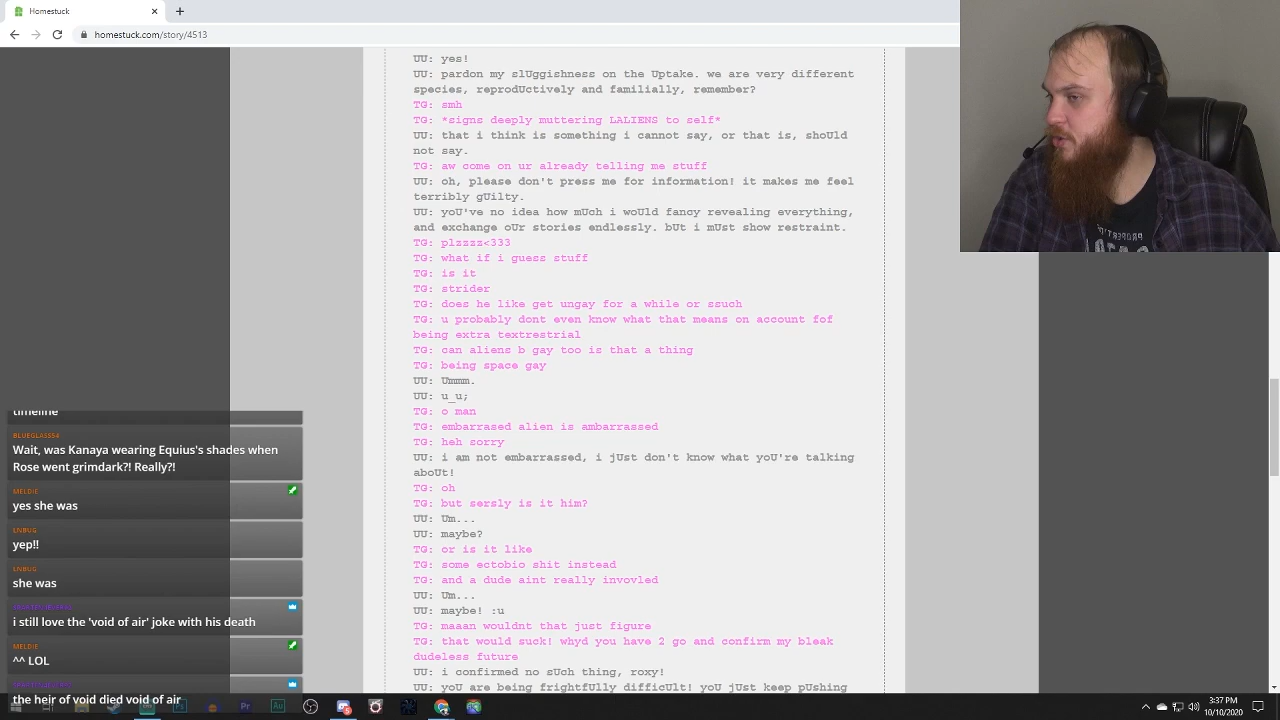 Homestuck
homestuck.com/story/4513
UU: yes!
UU: pardon my slUggishness on the Uptake. we are very different
species, reprodUctively and familially, remember?
TG: smh
TG: *signs deeply muttering LALIENS to self*
UU: that i think is something i cannot say, or that is, shoUld
not say.
TG: aw come on ur already telling me stuff
UU: oh, please don't press me for information! it makes me feel
terribly gUilty.
UU: yoU've no idea how mUch i woUld fancy revealing everything,
and exchange oUr stories endlessly. bUt i mUst show restraint.
TG: plzzzz<333
TG: what if i guess stuff
TG: is it
TG: strider
TG: does he like get ungay for a while or ssuch
TG: u probably dont even know what that means on account fof
being extra textrestrial
TG: can aliens b gay too is that a thing
TG: being space gay
UU: Ummm.
UU: u_u;
TG: o man
TG: embarrased alien is ambarrassed
TG: heh sorry
UU: i am not embarrassed, i jUst don't know what yoU're talking
aboUt!
TG: oh
TG: but sersly is it him?
UU: Um...
UU: maybe?
TG: or is it like
TG: some ectobio shit instead
TG: and a dude aint really invovled
UU: Um...
UU: maybe! :u
TG: maaan wouldnt that just figure
TG: that would suck! whyd you have 2 go and confirm my bleak
dudeless future
UU: i confirmed no sUch thing, roxy!
UU: yoU are being frightfUlly difficUlt! yoU jUst keep pUshing
timeline
Wait, was Kanaya wearing Equius's shades when
Rose went grimdark?! Really?!
MELDIE
yes she was
LNBUG
yep!!
LNBUG
she was
i still love the 'void of air' joke with his death
MELDIE
^^ LOL
the heir of void died void of air
3:37 PM
10/10/2020